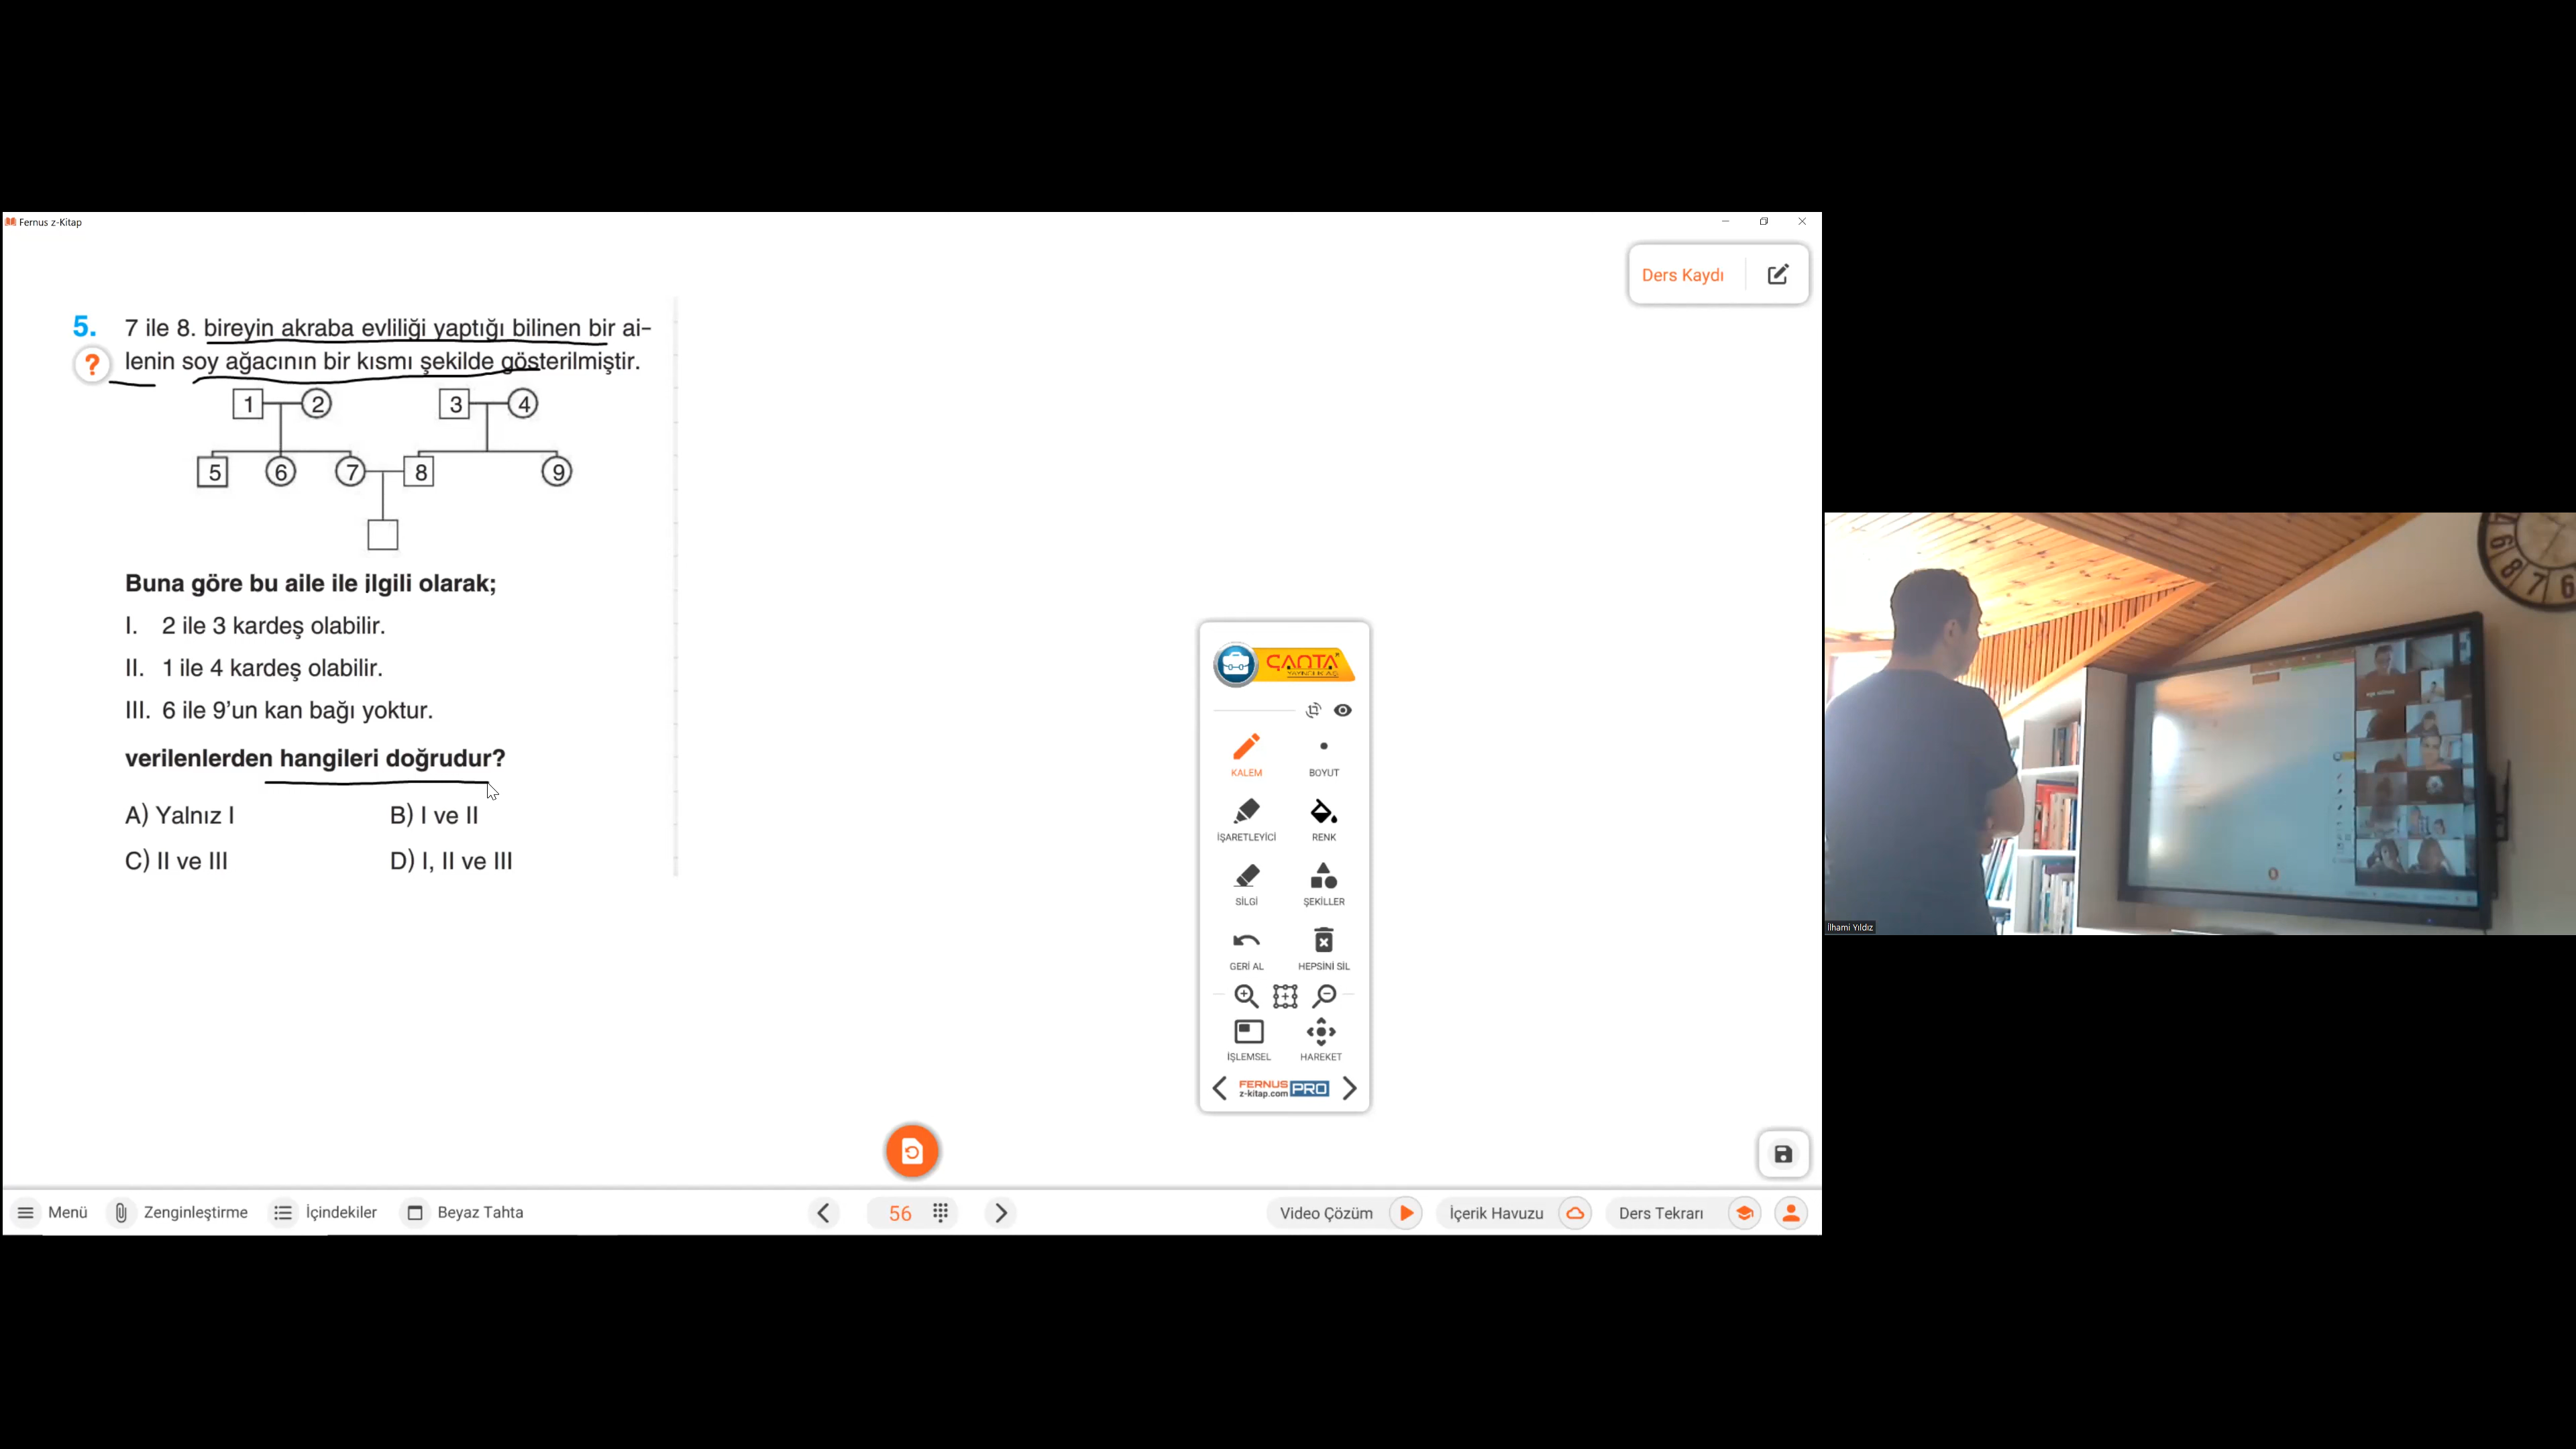 Fernus z-Kitap
Ders Kaydı
5. 7 ile 8. bireyin akraba evliliği yaptığı bilinen bir ai-
? lenin soy ağacının bir kısmı şekilde gösterilmiştir.
1 2 3 4
5 6 7 8 9
Buna göre bu aile ile ilgili olarak;
I. 2 ile 3 kardeş olabilir.
II. 1 ile 4 kardeş olabilir.
III. 6 ile 9'un kan bağı yoktur.
verilenlerden hangileri doğrudur?
A) Yalnız I B) I ve II
C) II ve III D) I, II ve III
ÇANTA
YAYINCILIK A.Ş.
KALEM BOYUT
İŞARETLEYİCİ RENK
SİLGİ ŞEKİLLER
GERİ AL HEPSİNİ SİL
İŞLEMSEL HAREKET
FERNUS PRO
z-kitap.com
Menü Zenginleştirme İçindekiler Beyaz Tahta 56 Video Çözüm İçerik Havuzu Ders Tekrarı
İlhami Yıldız
8 7 6